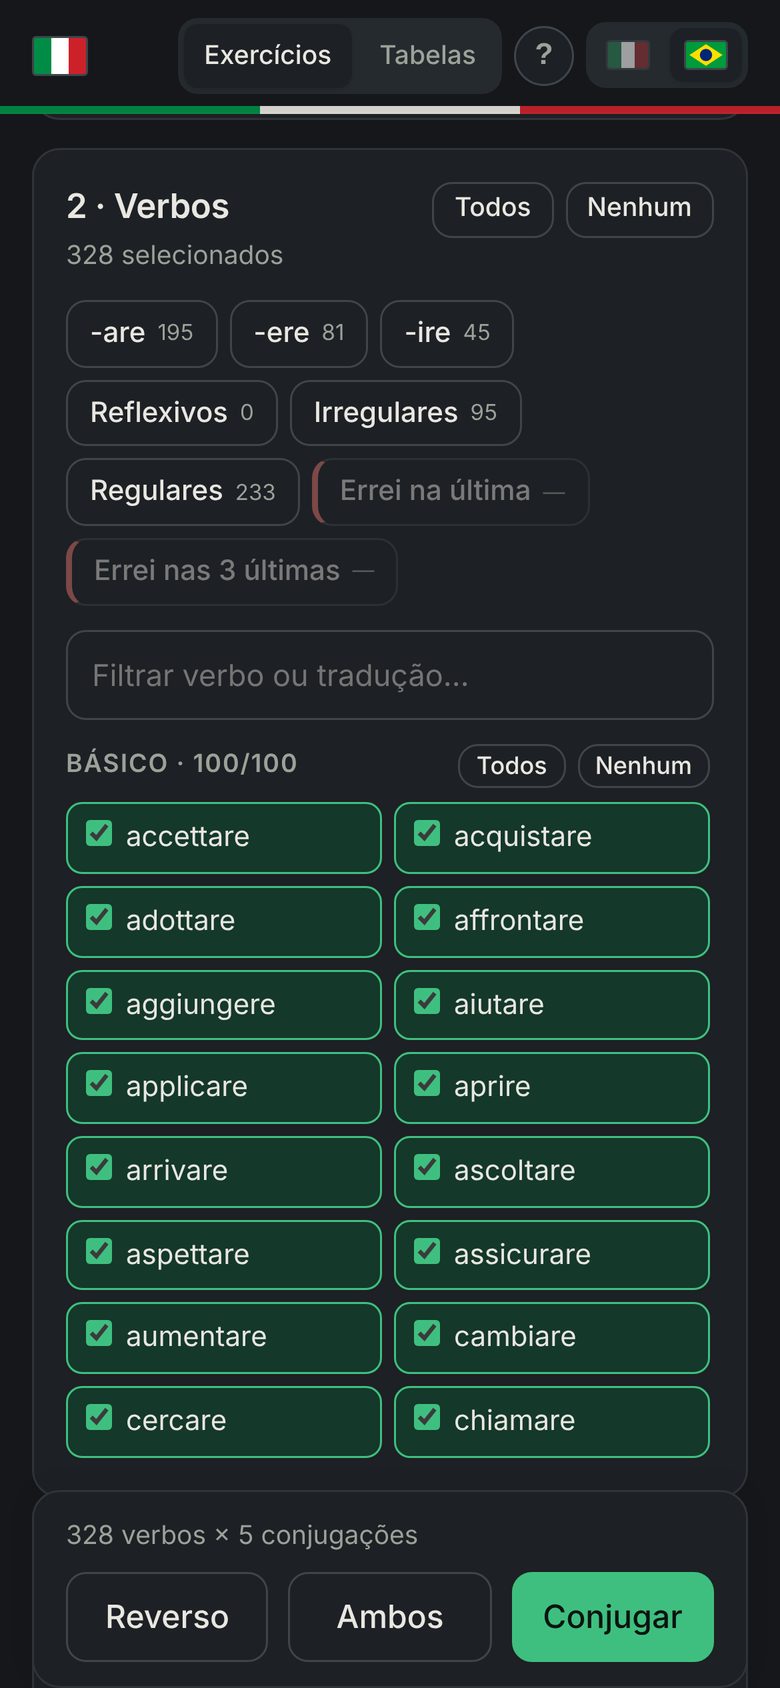 Exercícios Tabelas ?
2 · Verbos Todos Nenhum
328 selecionados
-are 195 -ere 81 -ire 45
Reflexivos 0 Irregulares 95
Regulares 233 Errei na última —
Errei nas 3 últimas —
Filtrar verbo ou tradução...
BÁSICO · 100/100 Todos Nenhum
accettare acquistare
adottare affrontare
aggiungere aiutare
applicare aprire
arrivare ascoltare
aspettare assicurare
aumentare cambiare
cercare chiamare
328 verbos × 5 conjugações
Reverso Ambos Conjugar